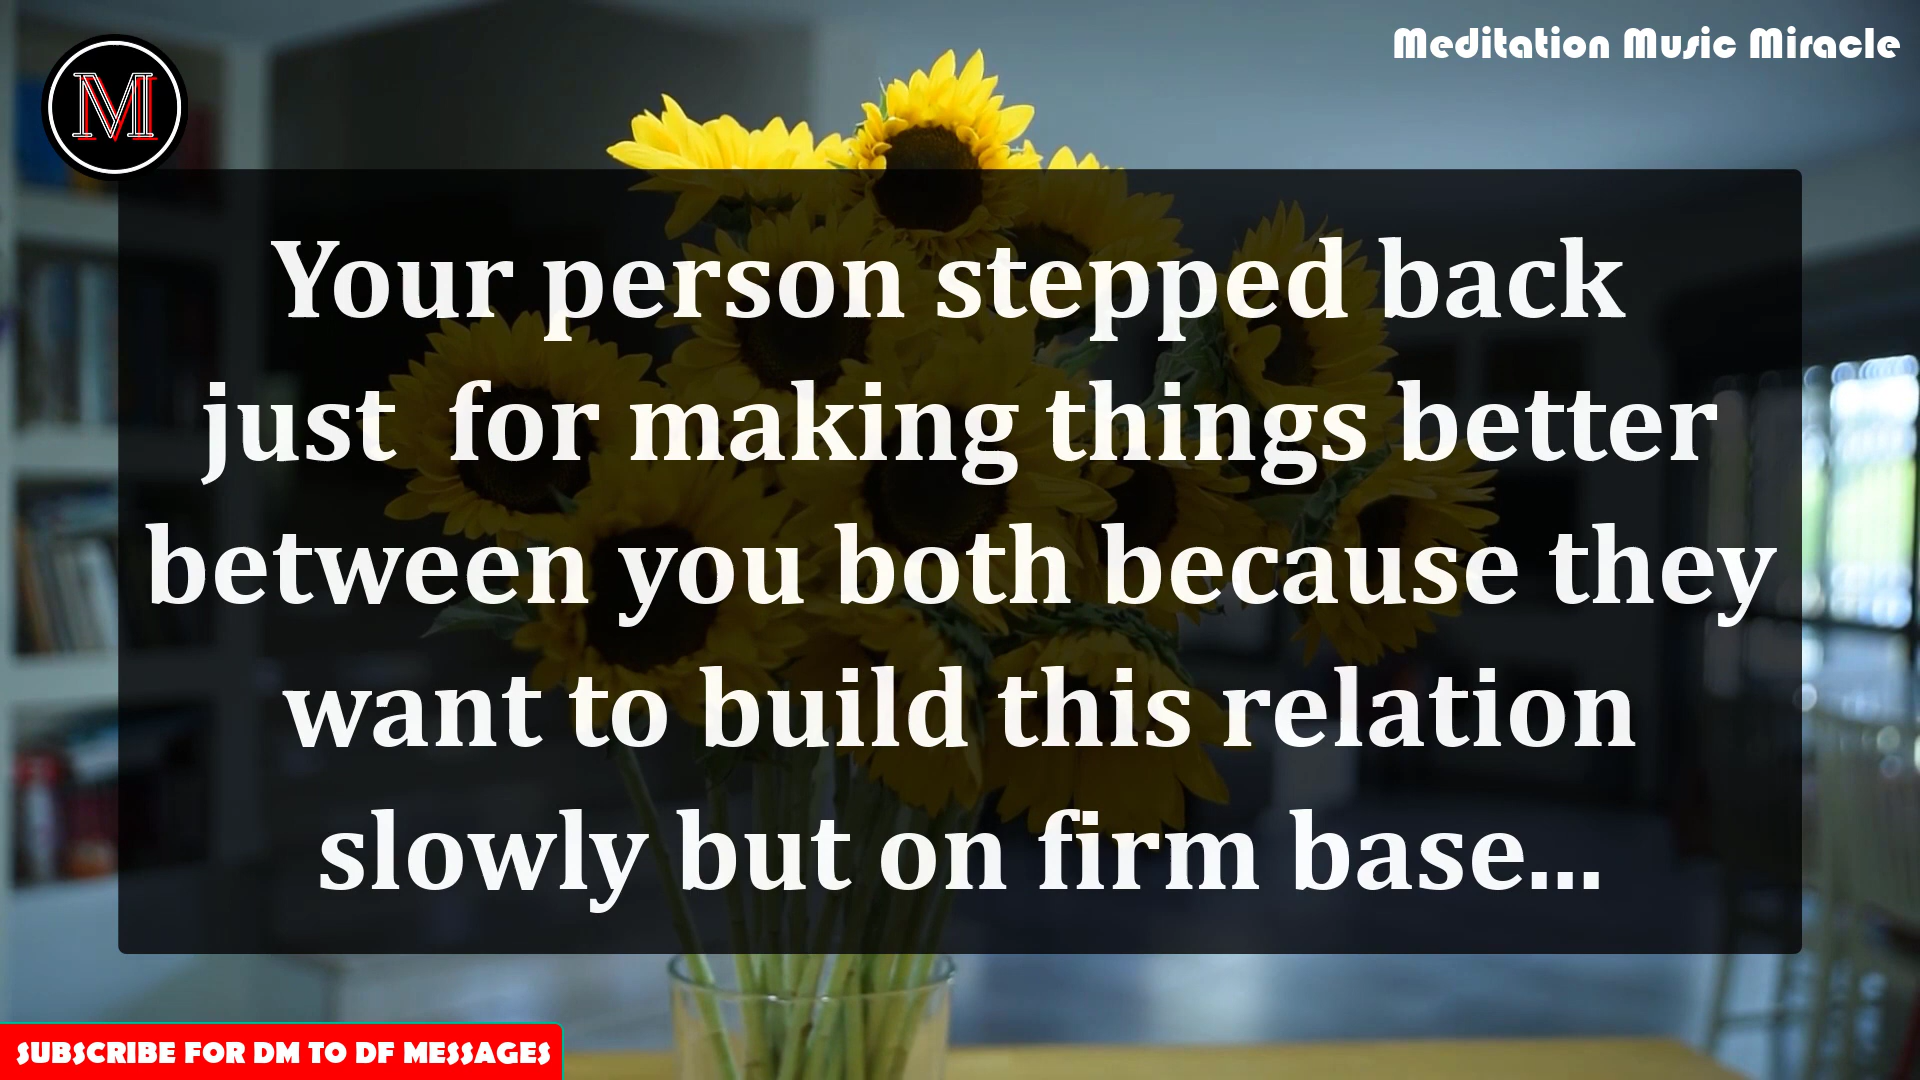 Meditation Music Miracle
M
Your person stepped back
just  for making things better
between you both because they
want to build this relation
slowly but on firm base...
SUBSCRIBE FOR DM TO DF MESSAGES